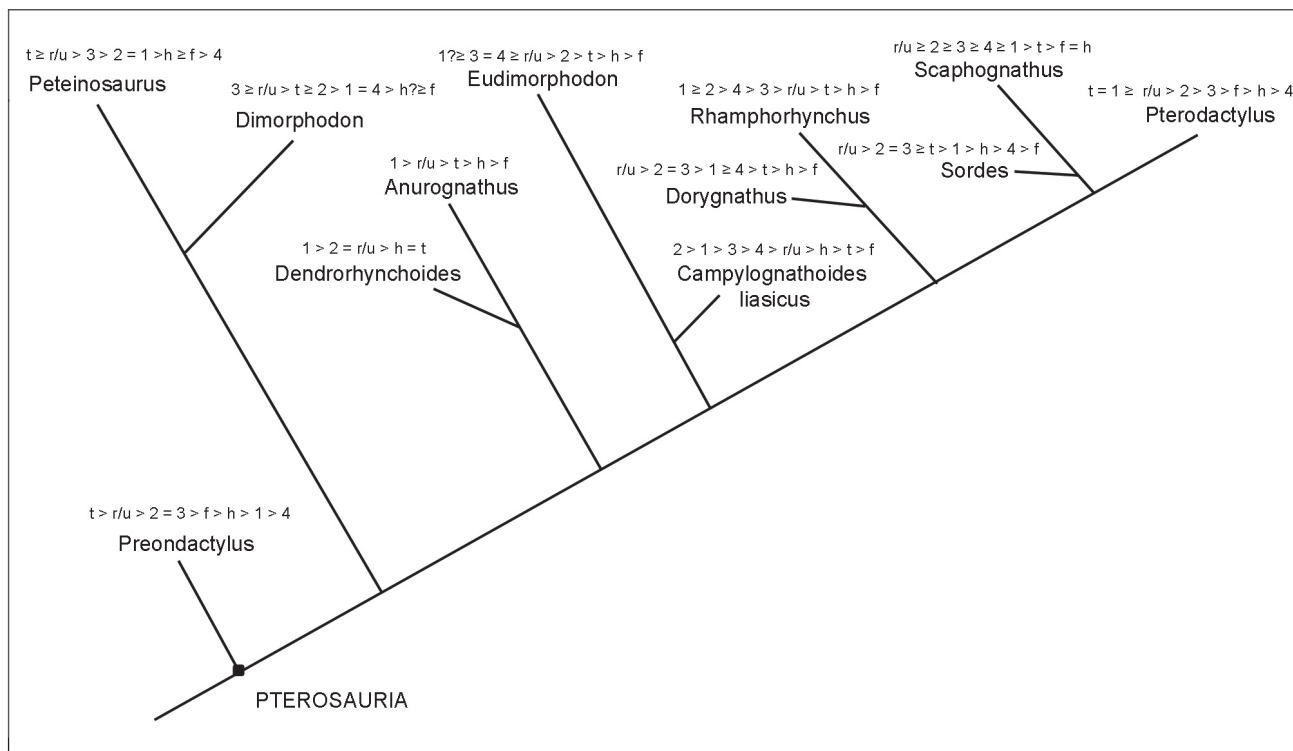 t ≥ r/u > 3 > 2 = 1 >h ≥ f > 4
Peteinosaurus
3 ≥ r/u > t ≥ 2 > 1 = 4 > h? ≥ f
Dimorphodon
1? ≥ 3 = 4 ≥ r/u > 2 > t > h > f
Eudimorphodon
r/u ≥ 2 ≥ 3 ≥ 4 ≥ 1 > t > f = h
Scaphognathus
1 ≥ 2 > 4 > 3 > r/u > t > h > f
Rhamphorhynchus
t = 1 ≥ r/u > 2 > 3 > f > h > 4
Pterodactylus
1 > r/u > t > h > f
Anurognathus
r/u > 2 = 3 ≥ t > 1 > h > 4 > f
Sordes
r/u > 2 = 3 > 1 ≥ 4 > t > h > f
Dorygnathus
1 > 2 = r/u > h = t
Dendrorhynchoides
2 > 1 > 3 > 4 > r/u > h > t > f
Campylognathoides
liasicus
t > r/u > 2 = 3 > f > h > 1 > 4
Preondactylus
PTEROSAURIA